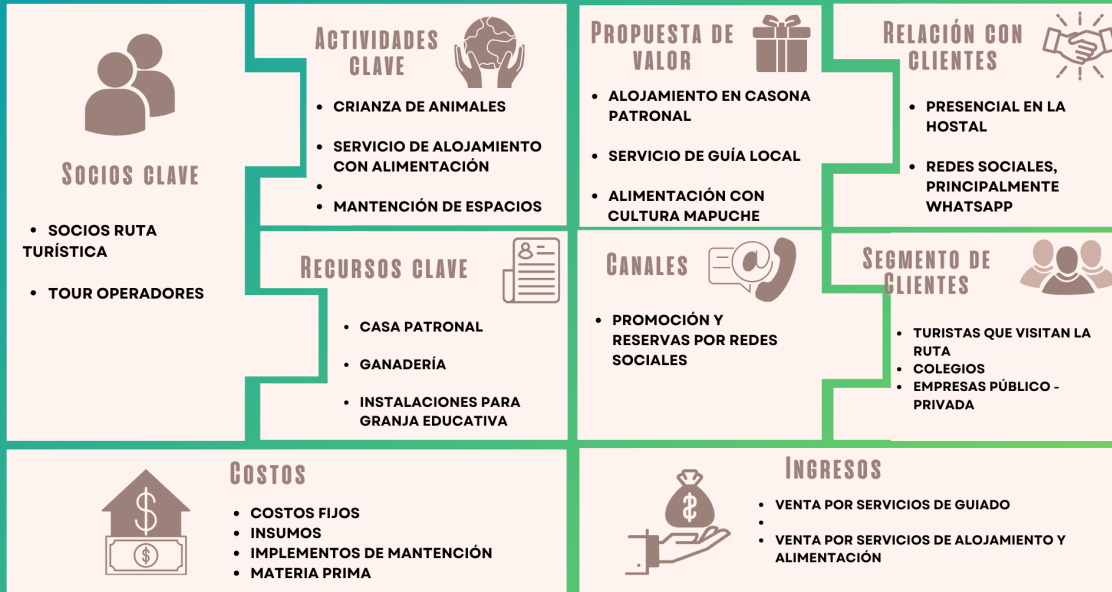 SOCIOS CLAVE
• SOCIOS RUTA
TURÍSTICA
• TOUR OPERADORES
ACTIVIDADES
CLAVE
• CRIANZA DE ANIMALES
• SERVICIO DE ALOJAMIENTO
CON ALIMENTACIÓN
•
• MANTENCIÓN DE ESPACIOS
RECURSOS CLAVE
• CASA PATRONAL
• GANADERÍA
• INSTALACIONES PARA
GRANJA EDUCATIVA
PROPUESTA DE
VALOR
• ALOJAMIENTO EN CASONA
PATRONAL
• SERVICIO DE GUÍA LOCAL
• ALIMENTACIÓN CON
CULTURA MAPUCHE
CANALES
• PROMOCIÓN Y
RESERVAS POR REDES
SOCIALES
RELACIÓN CON
CLIENTES
• PRESENCIAL EN LA
HOSTAL
• REDES SOCIALES,
PRINCIPALMENTE
WHATSAPP
SEGMENTO DE
CLIENTES
• TURISTAS QUE VISITAN LA
RUTA
• COLEGIOS
• EMPRESAS PÚBLICO -
PRIVADA
COSTOS
• COSTOS FIJOS
• INSUMOS
• IMPLEMENTOS DE MANTENCIÓN
• MATERIA PRIMA
INGRESOS
• VENTA POR SERVICIOS DE GUIADO
•
• VENTA POR SERVICIOS DE ALOJAMIENTO Y
ALIMENTACIÓN